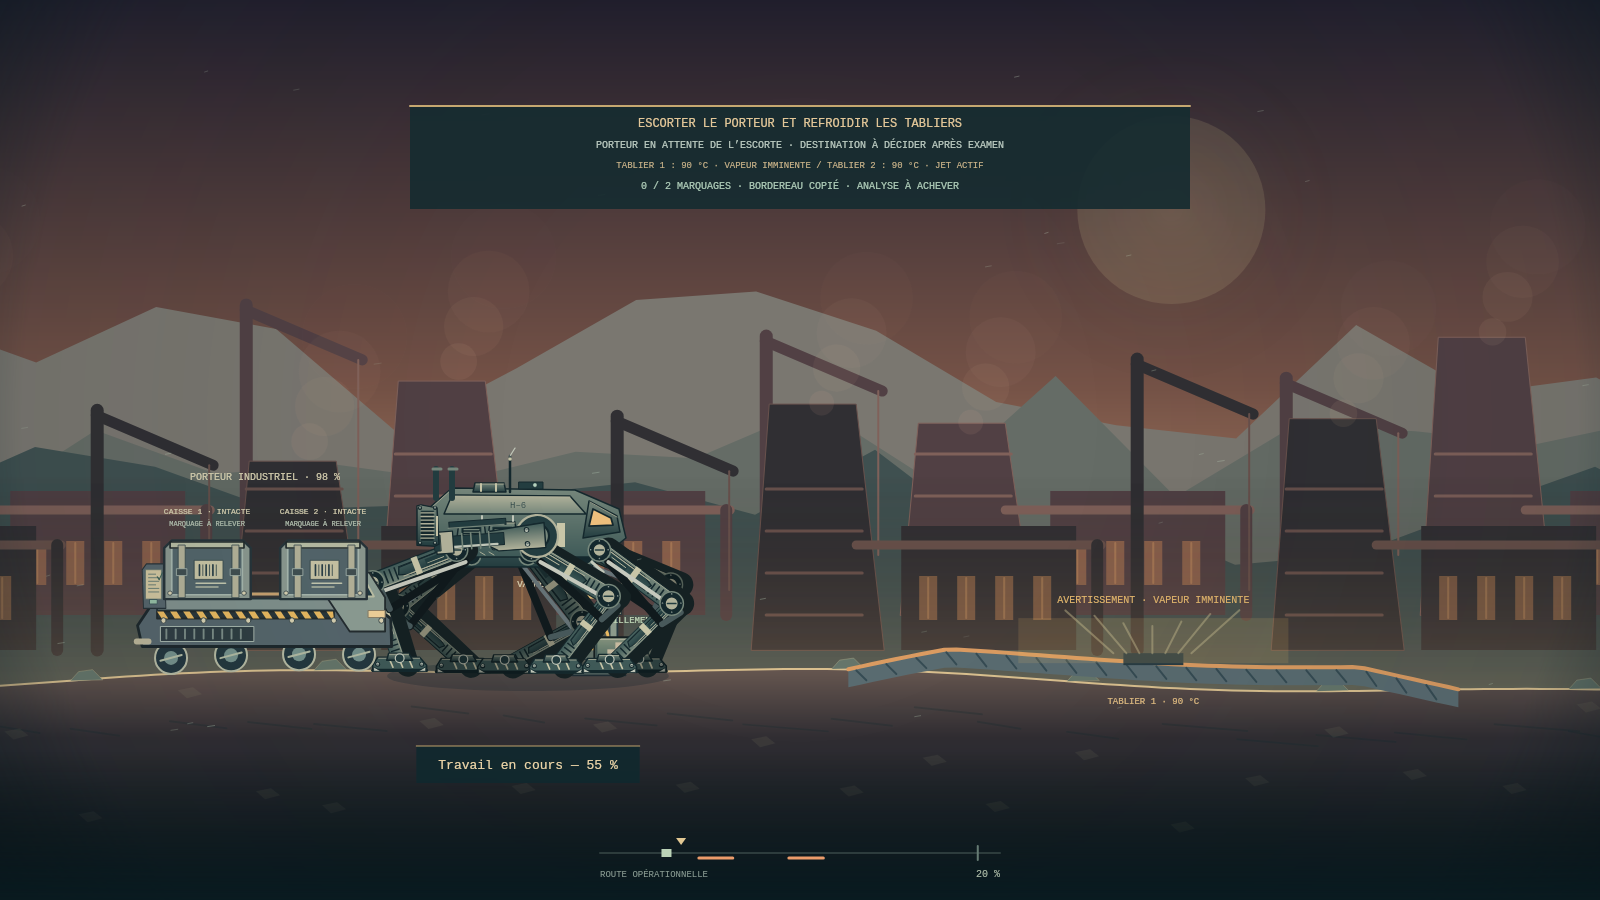 ESCORTER LE PORTEUR ET REFROIDIR LES TABLIERS
PORTEUR EN ATTENTE DE L’ESCORTE · DESTINATION À DÉCIDER APRÈS EXAMEN
TABLIER 1 : 90 °C · VAPEUR IMMINENTE / TABLIER 2 : 90 °C · JET ACTIF
0 / 2 MARQUAGES · BORDEREAU COPIÉ · ANALYSE À ACHEVER
PORTEUR INDUSTRIEL · 98 %
CAISSE 1 · INTACTE
MARQUAGE À RELEVER
CAISSE 2 · INTACTE
MARQUAGE À RELEVER
H-6
AVERTISSEMENT · VAPEUR IMMINENTE
TABLIER 1 · 90 °C
Travail en cours — 55 %
ROUTE OPÉRATIONNELLE
20 %